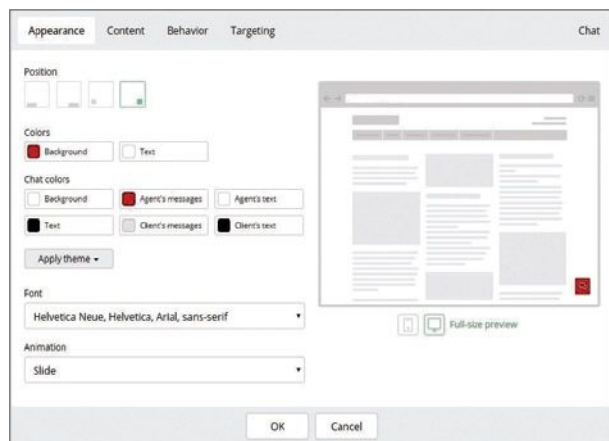 Appearance Content Behavior Targeting Chat
Position
Colors
Background Text
Chat colors
Background Agent's messages Agent's text
Text Client's messages Client's text
Apply theme
Font
Helvetica Neue, Helvetica, Arial, sans-serif
Full-size preview
Animation
Slide
OK Cancel